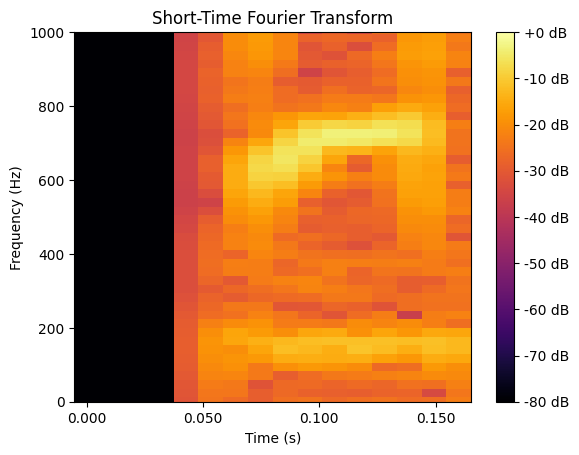 Short-Time Fourier Transform
1000
800
600
400
200
0
Frequency (Hz)
0.000
0.050
0.100
0.150
Time (s)
+0 dB
-10 dB
-20 dB
-30 dB
-40 dB
-50 dB
-60 dB
-70 dB
-80 dB